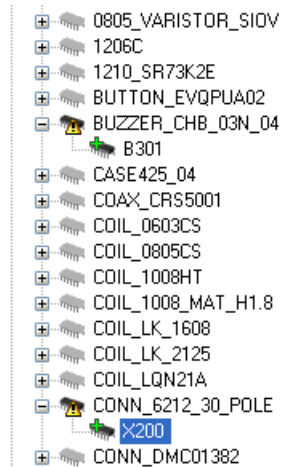 0805_VARISTOR_SIOV
1206C
1210_SR73K2E
BUTTON_EVQPUA02
BUZZER_CHB_03N_04
B301
CASE425_04
COAX_CRS5001
COIL_0603CS
COIL_0805CS
COIL_1008HT
COIL_1008_MAT_H1.8
COIL_LK_1608
COIL_LK_2125
COIL_LQN21A
CONN_6212_30_POLE
X200
CONN_DMC01382